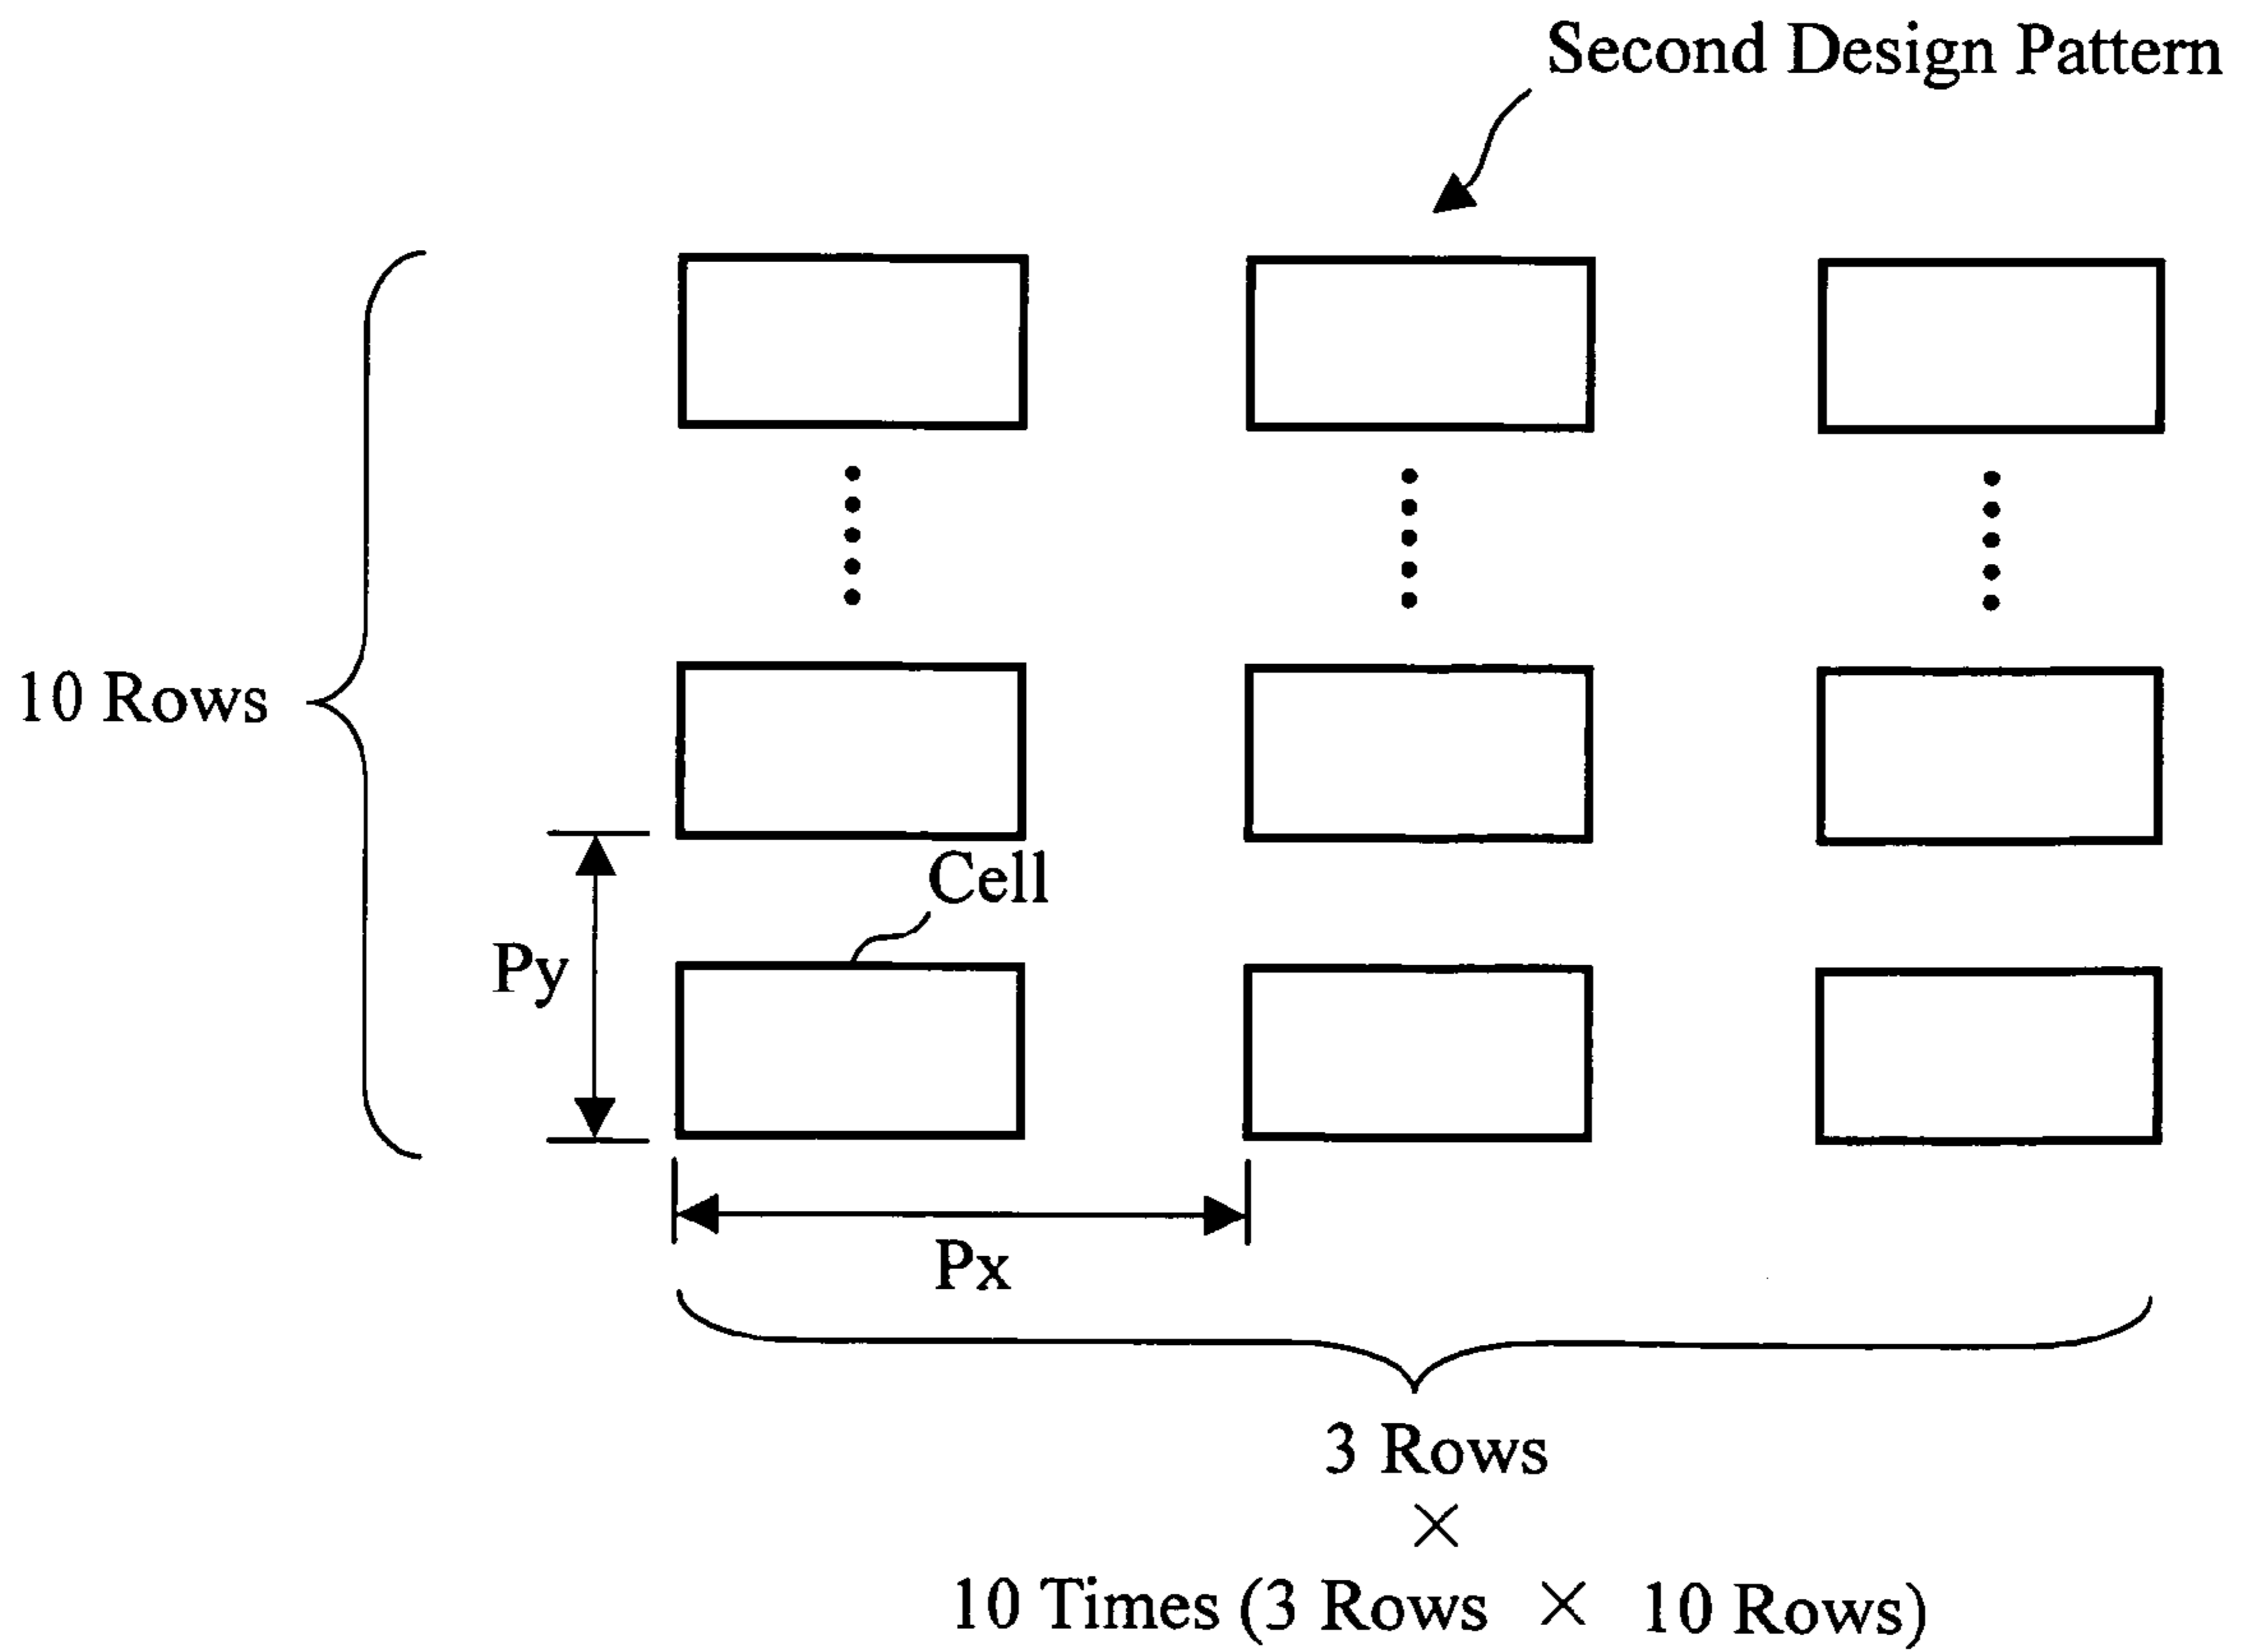 Second Design Pattern
10 Rows
Cell
Py
Px
3 Rows
×
10 Times (3 Rows × 10 Rows)